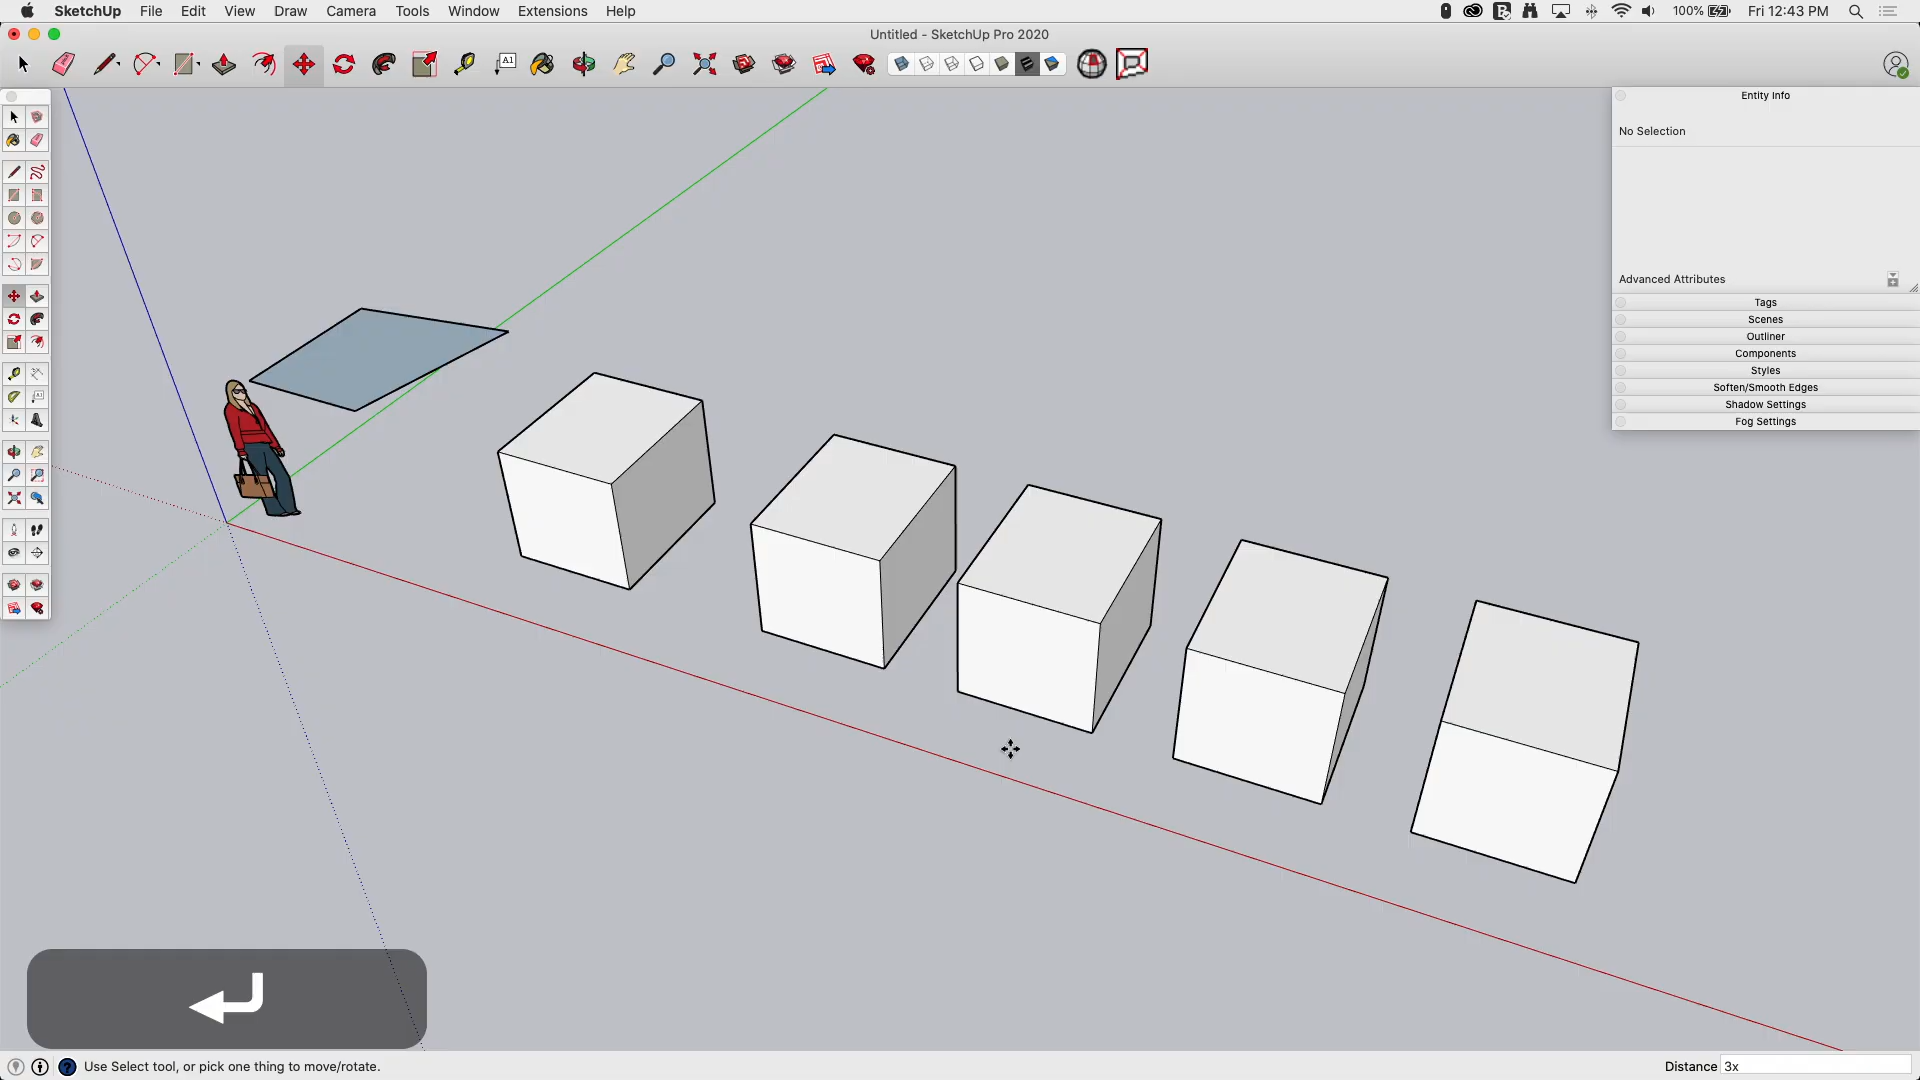 SketchUp File Edit View Draw Camera Tools Window Extensions Help 100% Fri 12:43 PM
Untitled - SketchUp Pro 2020
A1
Entity Info
No Selection
Advanced Attributes
Tags
Scenes
Outliner
Components
Styles
Soften/Smooth Edges
Shadow Settings
Fog Settings
Use Select tool, or pick one thing to move/rotate. Distance 3x